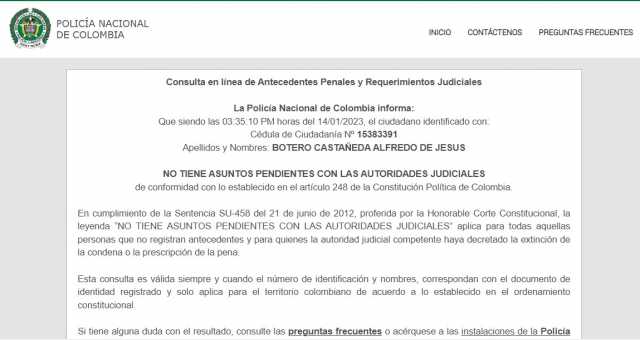 POLICÍA NACIONAL
DE COLOMBIA
INICIO CONTÁCTENOS PREGUNTAS FRECUENTES
Consulta en línea de Antecedentes Penales y Requerimientos Judiciales
La Policía Nacional de Colombia informa:
Que siendo las 03:35:10 PM horas del 14/01/2023, el ciudadano identificado con:
Cédula de Ciudadanía Nº 15383391
Apellidos y Nombres: BOTERO CASTAÑEDA ALFREDO DE JESUS
NO TIENE ASUNTOS PENDIENTES CON LAS AUTORIDADES JUDICIALES
de conformidad con lo establecido en el artículo 248 de la Constitución Política de Colombia.
En cumplimiento de la Sentencia SU-458 del 21 de junio de 2012, proferida por la Honorable Corte Constitucional, la
leyenda "NO TIENE ASUNTOS PENDIENTES CON LAS AUTORIDADES JUDICIALES" aplica para todas aquellas
personas que no registran antecedentes y para quienes la autoridad judicial competente haya decretado la extinción de
la condena o la prescripción de la pena.
Esta consulta es válida siempre y cuando el número de identificación y nombres, correspondan con el documento de
identidad registrado y solo aplica para el territorio colombiano de acuerdo a lo establecido en el ordenamiento
constitucional.
Si tiene alguna duda con el resultado, consulte las preguntas frecuentes o acérquese a las instalaciones de la Policía